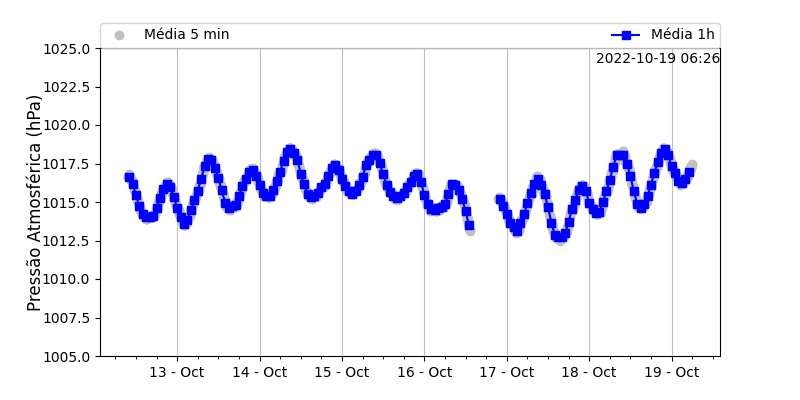 Média 5 min
Média 1h
2022-10-19 06:26
Pressão Atmosférica (hPa)
1025.0
1022.5
1020.0
1017.5
1015.0
1012.5
1010.0
1007.5
1005.0
13 - Oct
14 - Oct
15 - Oct
16 - Oct
17 - Oct
18 - Oct
19 - Oct